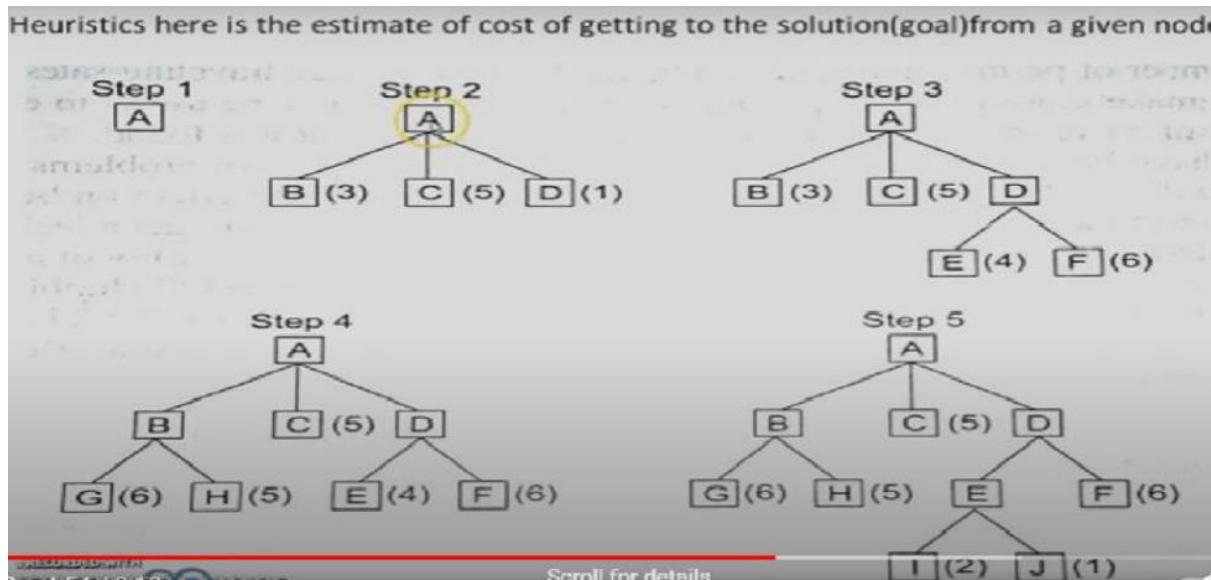 Heuristics here is the estimate of cost of getting to the solution(goal)from a given node
Step 1
A
Step 2
A
B (3) C (5) D (1)
Step 3
A
B (3) C (5) D
E (4) F (6)
Step 4
A
B C (5) D
G (6) H (5) E (4) F (6)
Step 5
A
B C (5) D
G (6) H (5) E F (6)
I (2) J (1)
RECORDED WITH
Scroll for details